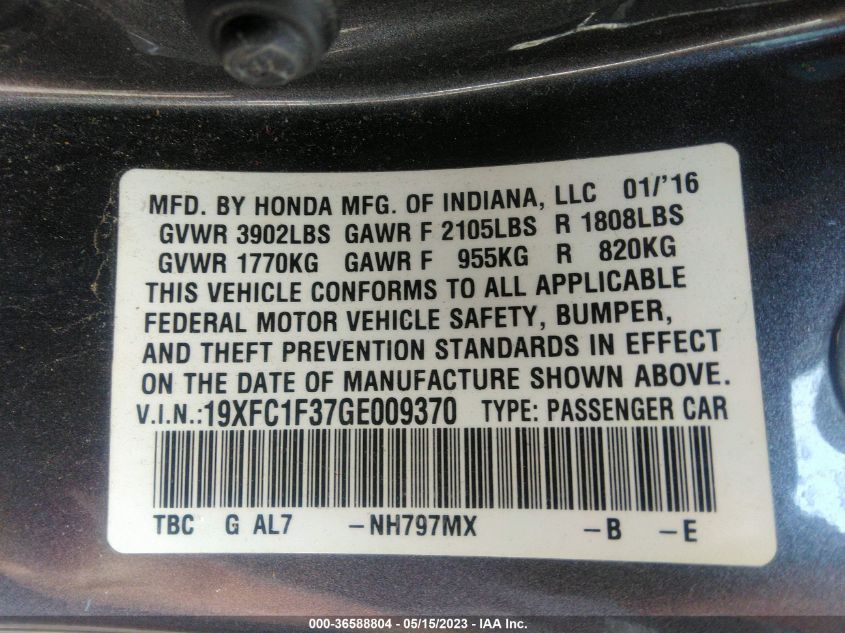 MFD. BY HONDA MFG. OF INDIANA, LLC 01/'16
GVWR 3902LBS GAWR F 2105LBS R 1808LBS
GVWR 1770KG GAWR F 955KG R 820KG
THIS VEHICLE CONFORMS TO ALL APPLICABLE
FEDERAL MOTOR VEHICLE SAFETY, BUMPER,
AND THEFT PREVENTION STANDARDS IN EFFECT
ON THE DATE OF MANUFACTURE SHOWN ABOVE.
V.I.N.:19XFC1F37GE009370 TYPE: PASSENGER CAR
TBC G AL7 -NH797MX -B -E
000-36588804 - 05/15/2023 - IAA Inc.